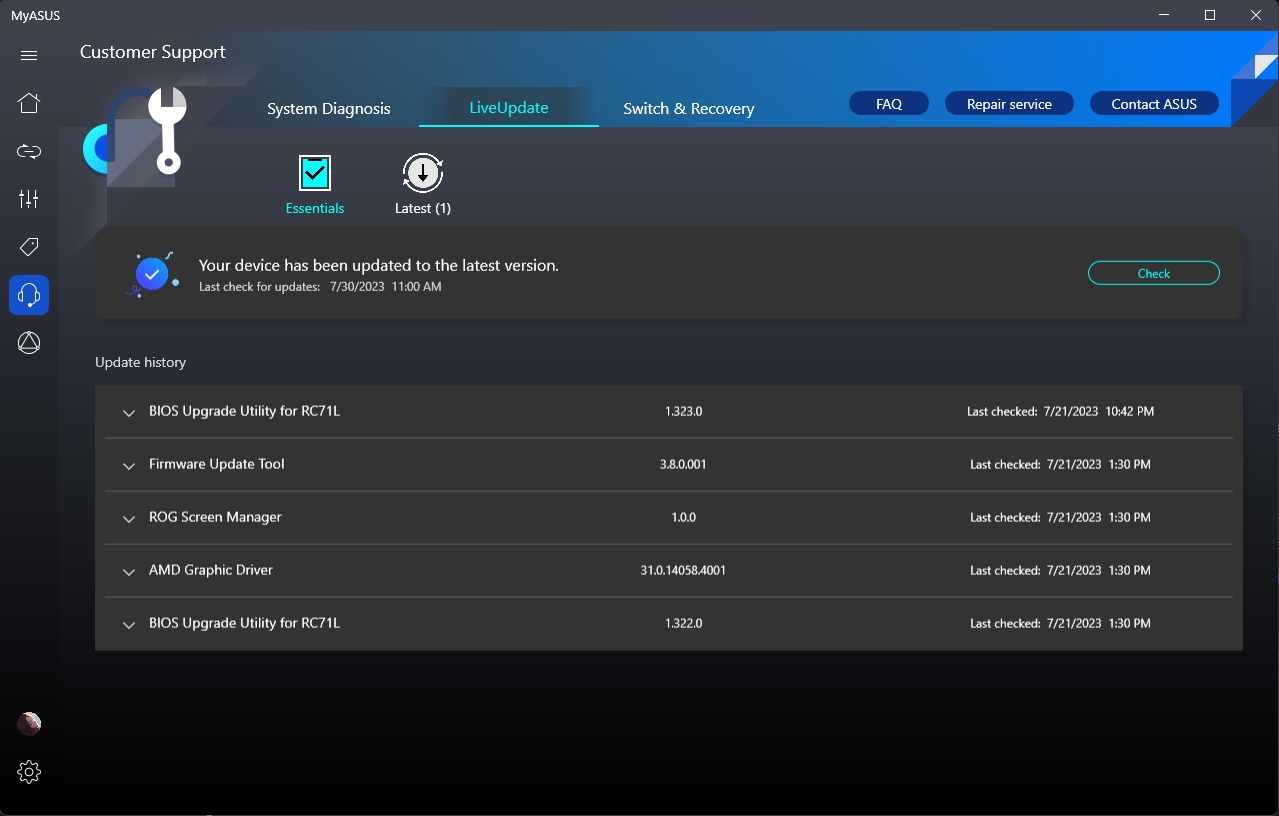 MyASUS
Customer Support
System Diagnosis LiveUpdate Switch & Recovery FAQ Repair service Contact ASUS
Essentials Latest (1)
Your device has been updated to the latest version.
Last check for updates: 7/30/2023 11:00 AM
Check
Update history
BIOS Upgrade Utility for RC71L 1.323.0 Last checked: 7/21/2023 10:42 PM
Firmware Update Tool 3.8.0.001 Last checked: 7/21/2023 1:30 PM
ROG Screen Manager 1.0.0 Last checked: 7/21/2023 1:30 PM
AMD Graphic Driver 31.0.14058.4001 Last checked: 7/21/2023 1:30 PM
BIOS Upgrade Utility for RC71L 1.322.0 Last checked: 7/21/2023 1:30 PM